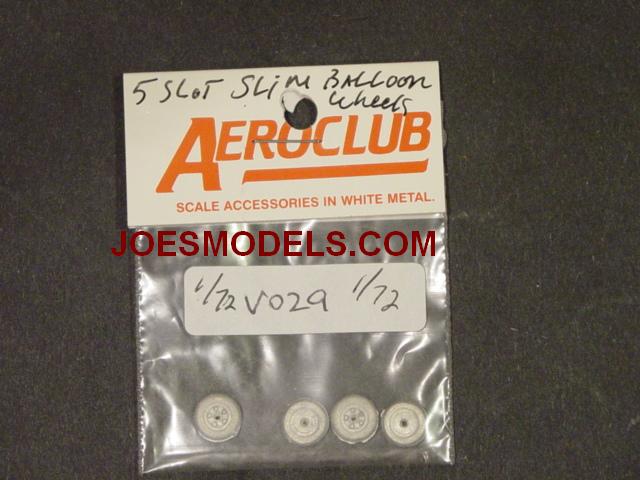 5 SLOT SLIM BALLOON
wheels
AEROCLUB
SCALE ACCESSORIES IN WHITE METAL.
JOESMODELS.COM
1/72 V029 1/72